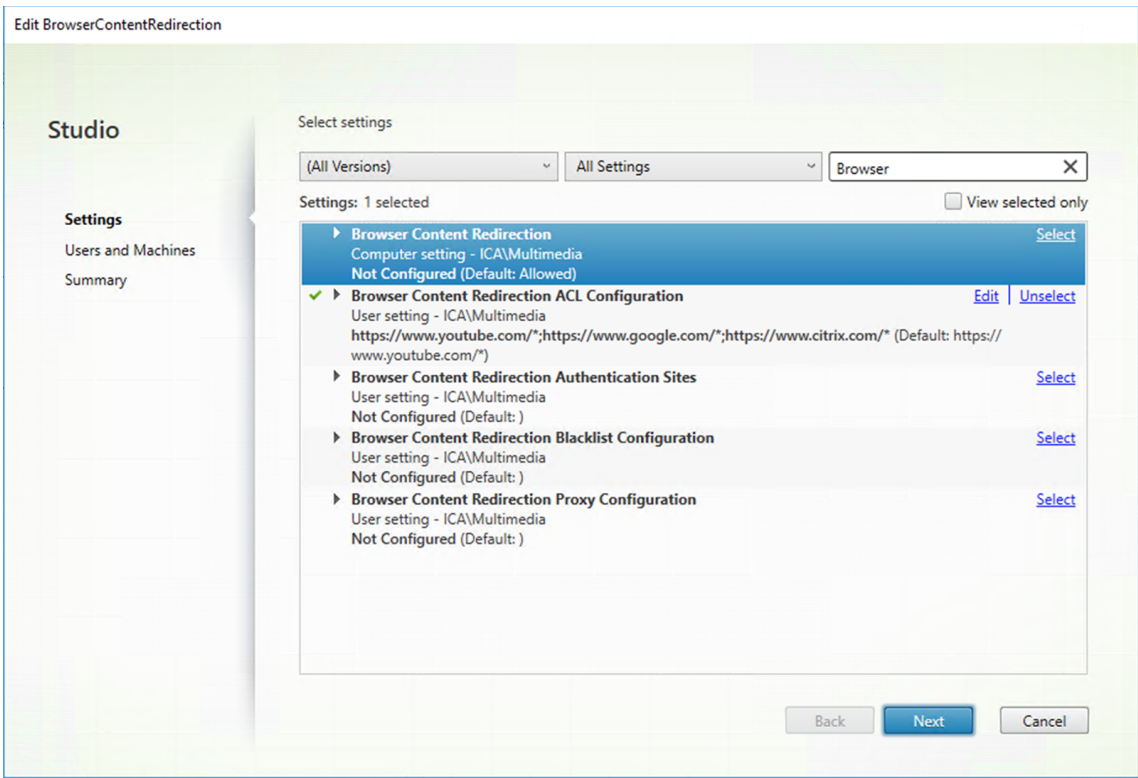 Edit BrowserContentRedirection
Studio
Settings
Users and Machines
Summary
Select settings
(All Versions) All Settings Browser
Settings: 1 selected View selected only
Browser Content Redirection Select
Computer setting - ICA\Multimedia
Not Configured (Default: Allowed)
Browser Content Redirection ACL Configuration Edit | Unselect
User setting - ICA\Multimedia
https://www.youtube.com/*;https://www.google.com/*;https://www.citrix.com/* (Default: https://
www.youtube.com/*)
Browser Content Redirection Authentication Sites Select
User setting - ICA\Multimedia
Not Configured (Default: )
Browser Content Redirection Blacklist Configuration Select
User setting - ICA\Multimedia
Not Configured (Default: )
Browser Content Redirection Proxy Configuration Select
User setting - ICA\Multimedia
Not Configured (Default: )
Back Next Cancel